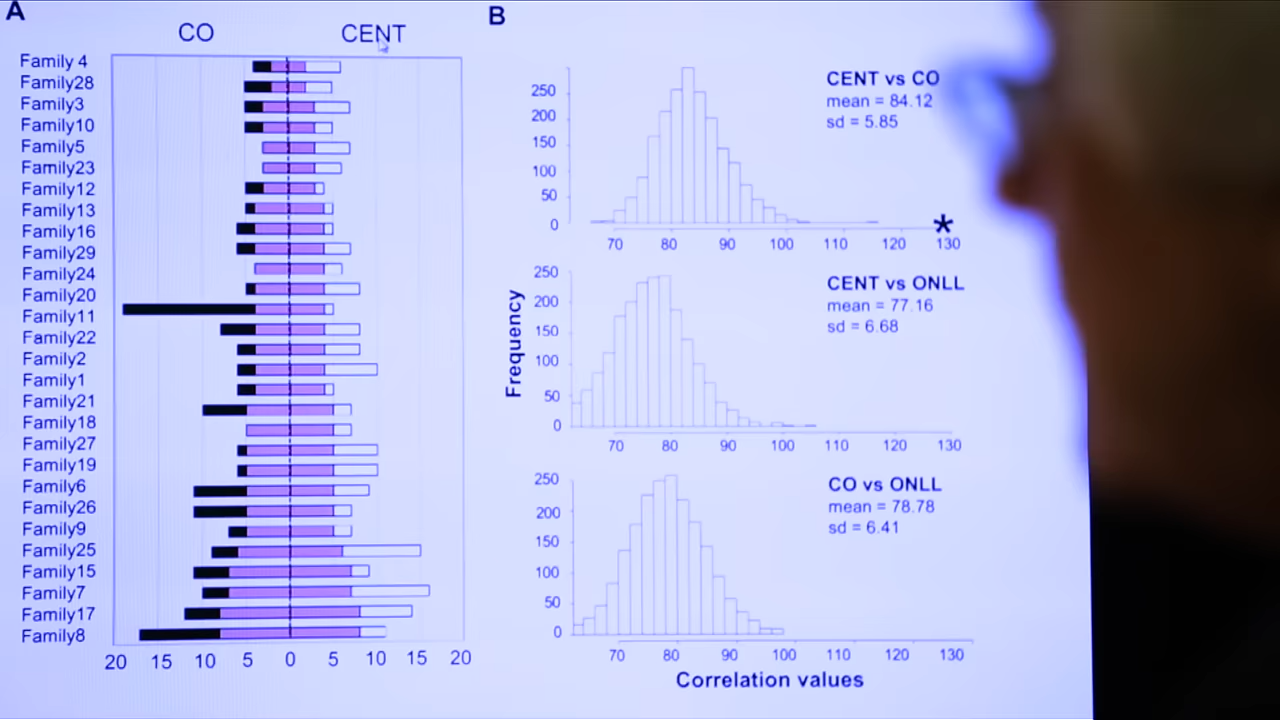 A
B
CO
CENT
Family 4
Family28
Family3
Family10
Family5
Family23
Family12
Family13
Family16
Family29
Family24
Family20
Family11
Family22
Family2
Family1
Family21
Family18
Family27
Family19
Family6
Family26
Family9
Family25
Family15
Family7
Family17
Family8
20 15 10 5 0 5 10 15 20
CENT vs CO
mean = 84.12
sd = 5.85
250
200
150
100
50
0
70 80 90 100 110 120 130
*
CENT vs ONLL
mean = 77.16
sd = 6.68
250
200
150
100
50
0
70 80 90 100 110 120 130
CO vs ONLL
mean = 78.78
sd = 6.41
250
200
150
100
50
0
70 80 90 100 110 120 130
Frequency
Correlation values